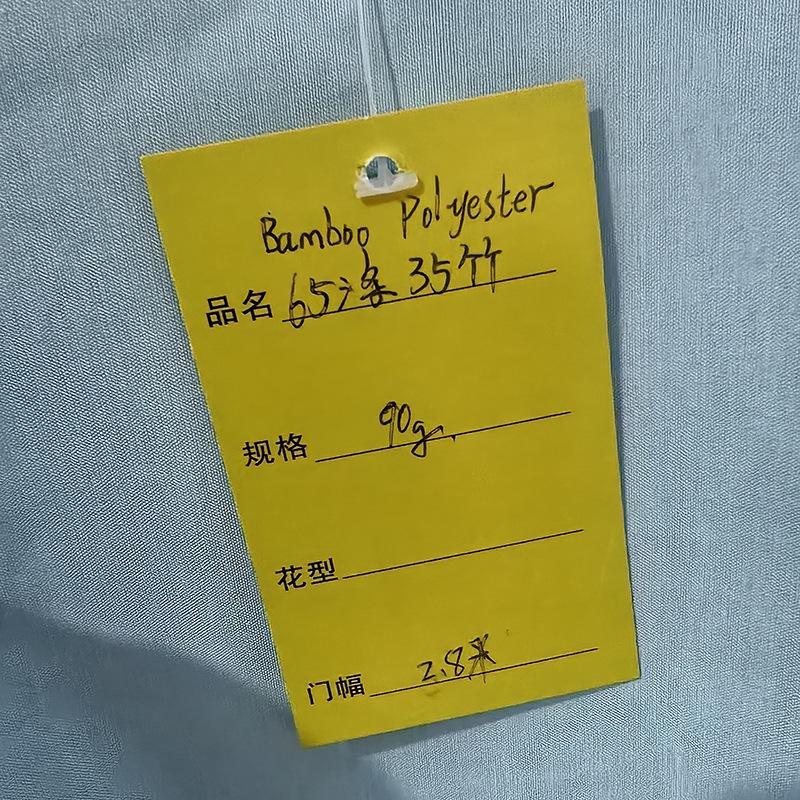 Bamboo Polyester
品名 65涤 35竹
规格 90g.
花型
门幅 2.8米